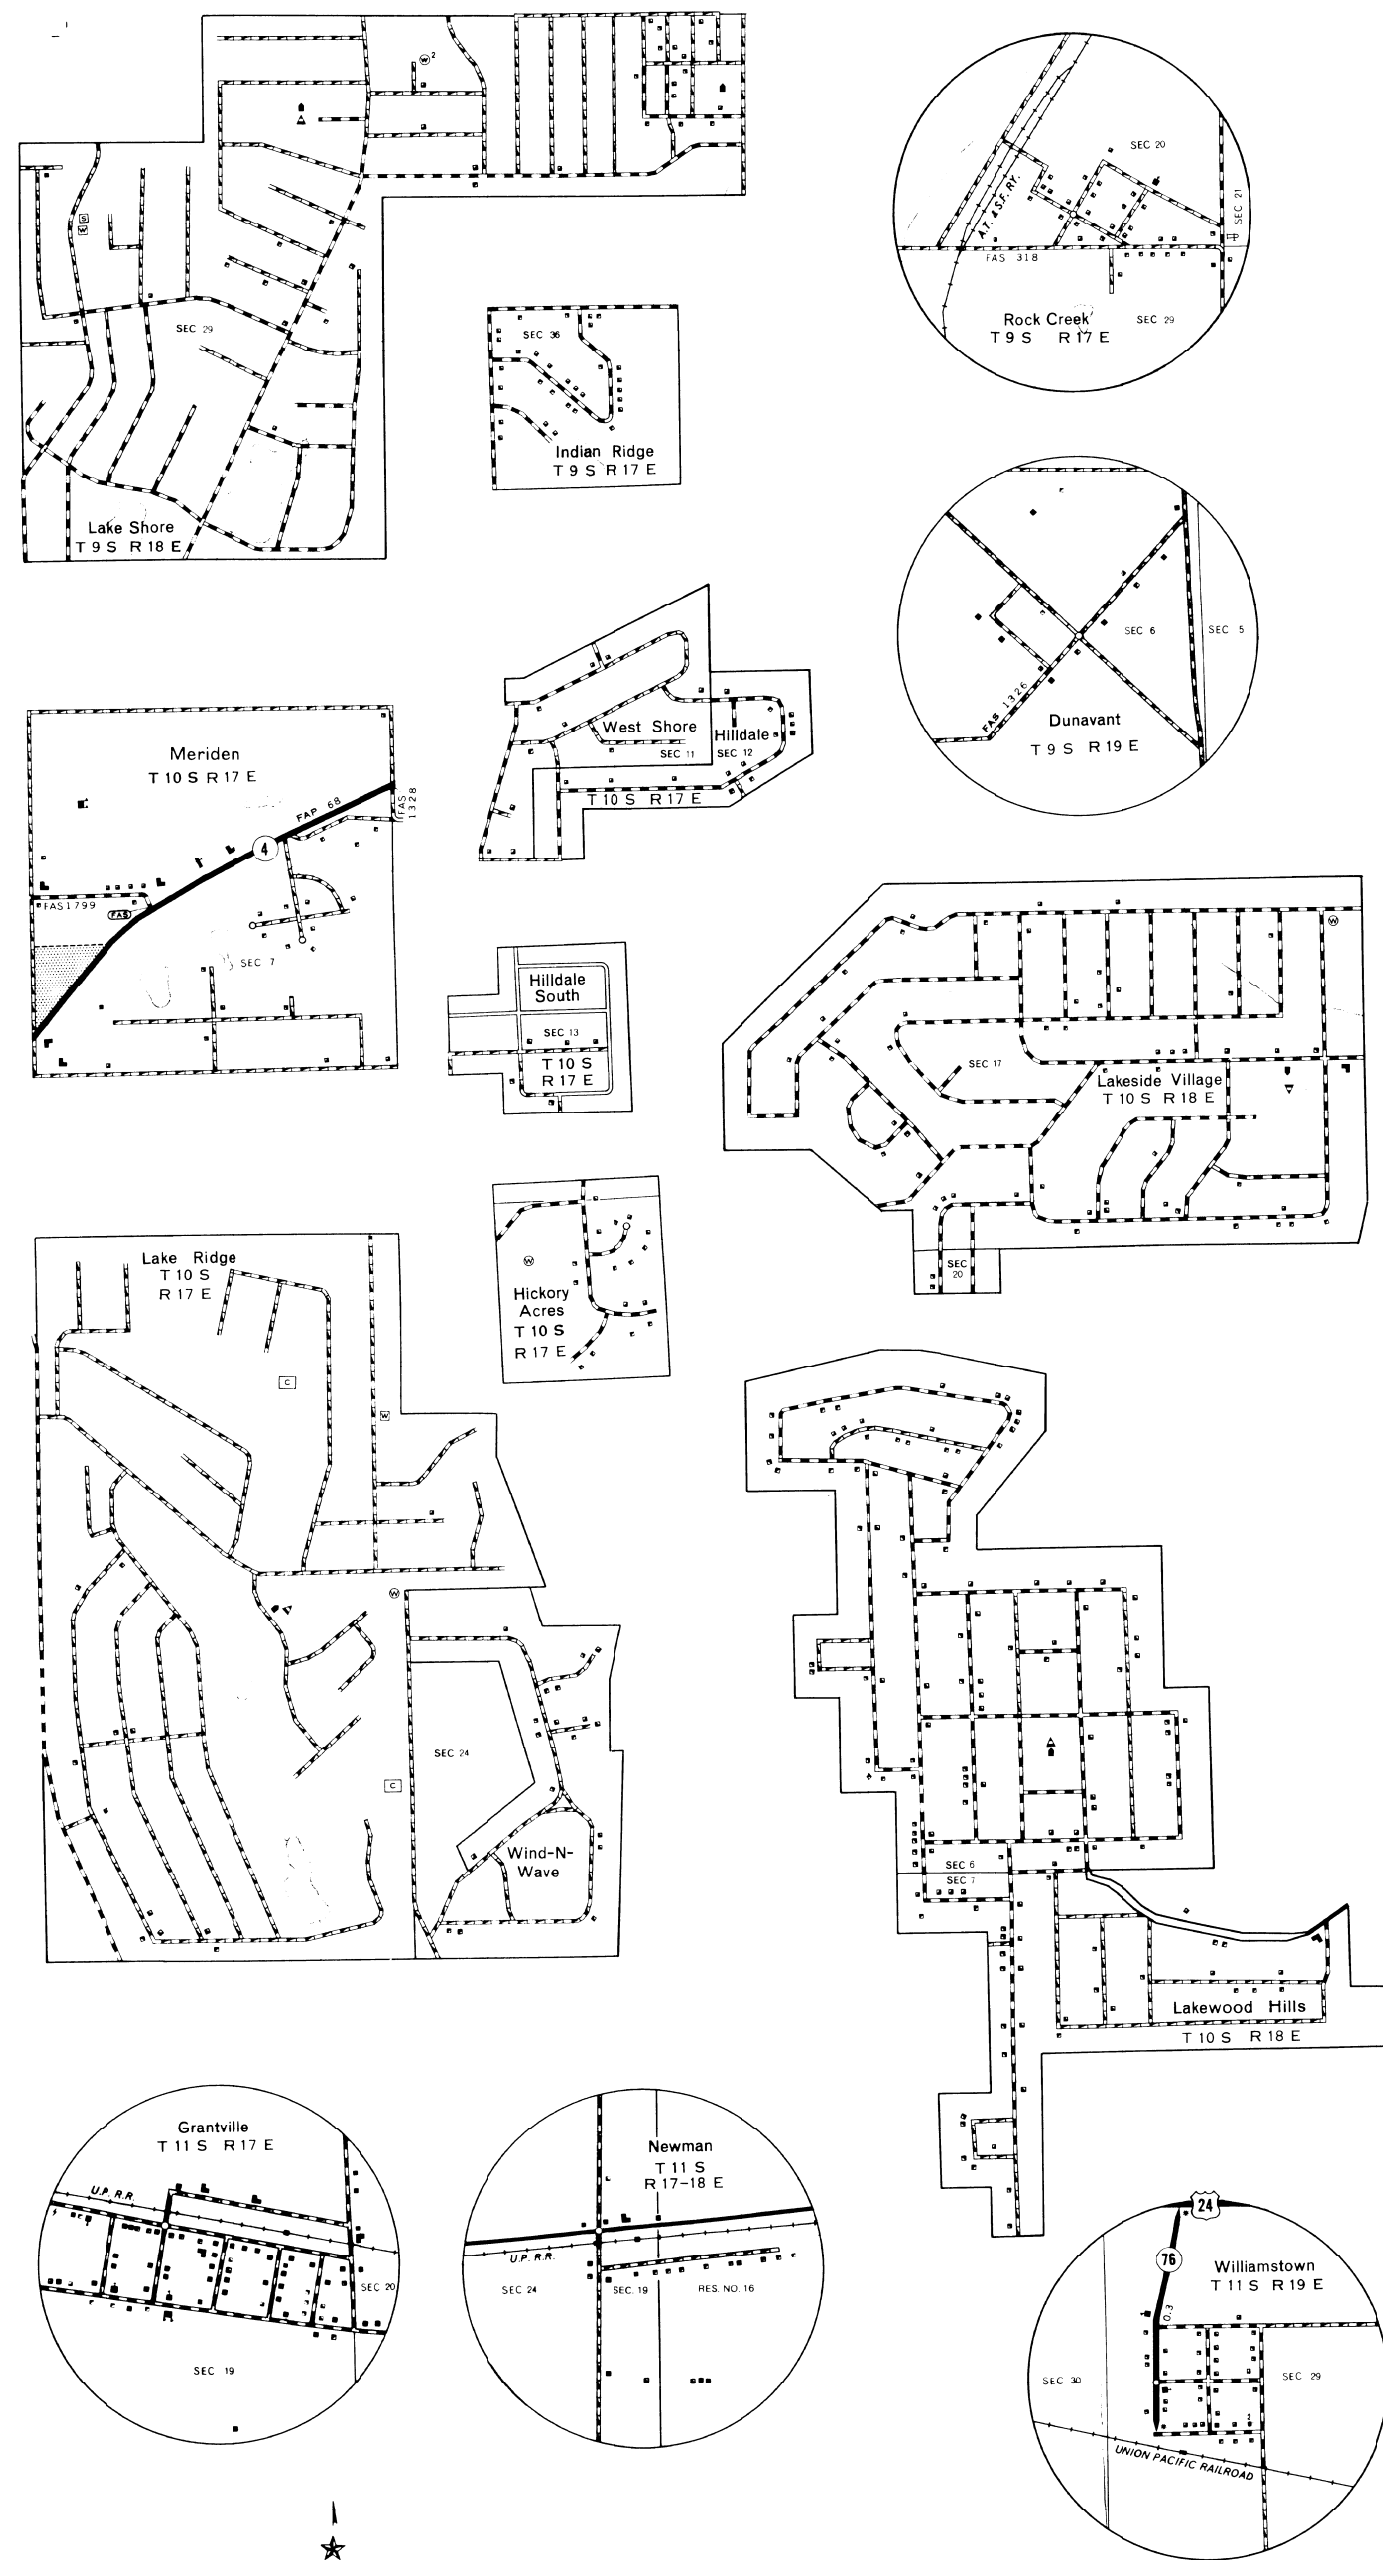 W 2
S
W
SEC 29
Lake Shore
T 9 S R 18 E
SEC 36
Indian Ridge
T 9 S R 17 E
SEC 20
SEC 21
A.T. & S.F. RY.
FAS 318
Rock Creek
T 9 S R 17 E
SEC 29
SEC 6
SEC 5
FAS 1326
Dunavant
T 9 S R 19 E
Meriden
T 10 S R 17 E
FAP 68
FAS 1328
4
FAS 1799
FAS
SEC 7
West Shore
Hilldale
SEC 11 SEC 12
T 10 S R 17 E
Hilldale
South
SEC 13
T 10 S
R 17 E
W
SEC 17
Lakeside Village
T 10 S R 18 E
SEC
20
W
Hickory
Acres
T 10 S
R 17 E
Lake Ridge
T 10 S
R 17 E
C
W
W
SEC 24
C
Wind-N-
Wave
SEC 6
SEC 7
Lakewood Hills
T 10 S R 18 E
Grantville
T 11 S R 17 E
U.P. R.R.
SEC 20
SEC 19
Newman
T 11 S
R 17-18 E
U.P. R.R.
SEC 24
SEC. 19
RES. NO. 16
24
76
Williamstown
T 11 S R 19 E
0.3
SEC 30
SEC 29
UNION PACIFIC RAILROAD